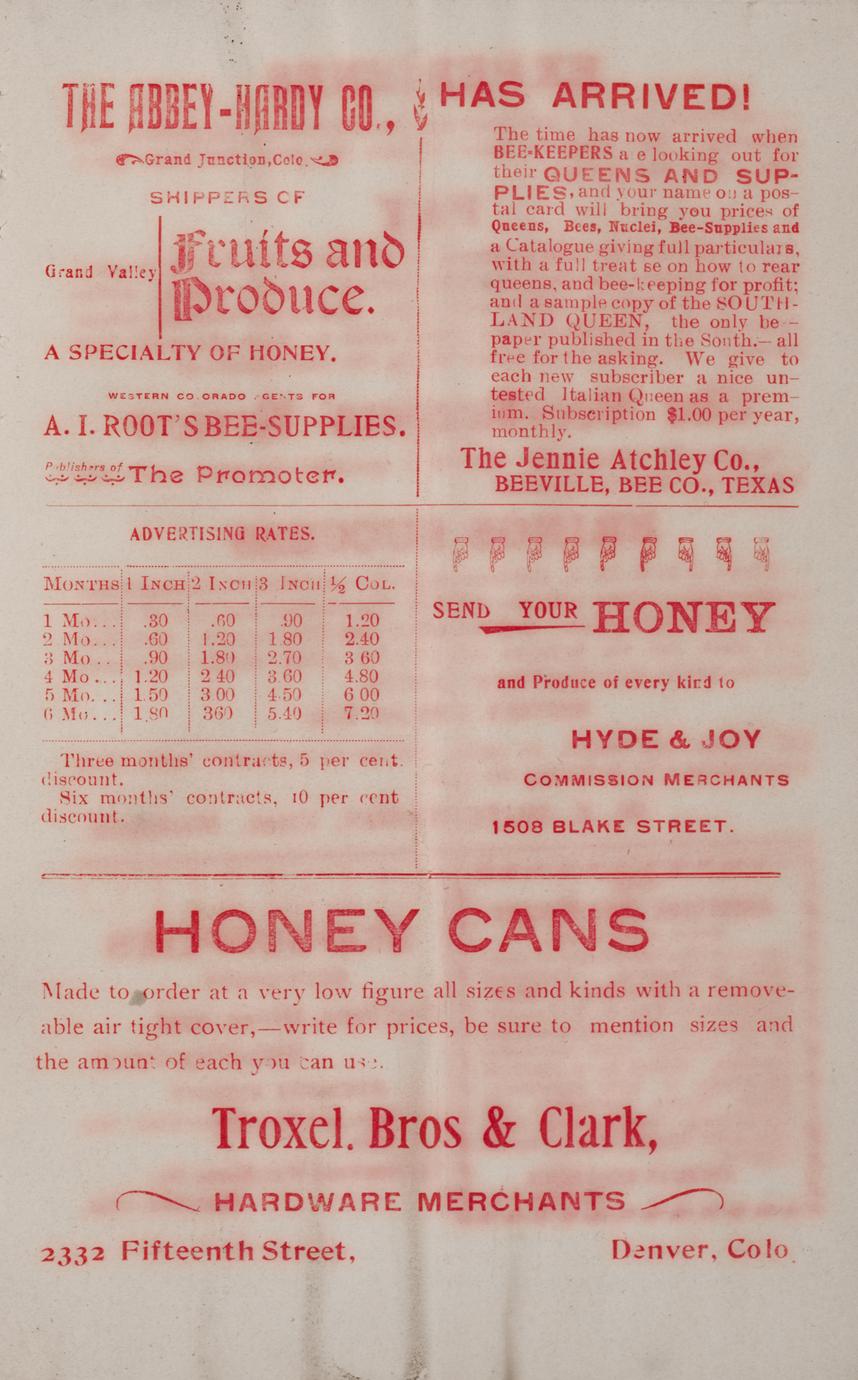 THE ABBEY-HARDY CO.,
Grand Junction, Colo.
SHIPPERS OF
Grand Valley
Fruits and
Produce.
A SPECIALTY OF HONEY.
WESTERN CO ORADO GENTS FOR
A. I. ROOT'S BEE-SUPPLIES.
Publishers of
The Promoter.
HAS ARRIVED!
The time has now arrived when
BEE-KEEPERS a e looking out for
their QUEENS AND SUP-
PLIES, and your name on a pos-
tal card will bring you prices of
Queens, Bees, Nuclei, Bee-Supplies and
a Catalogue giving full particulars,
with a full treat se on how to rear
queens, and bee-keeping for profit;
and a sample copy of the SOUTH-
LAND QUEEN, the only be -
paper published in the South.— all
free for the asking. We give to
each new subscriber a nice un-
tested Italian Queen as a prem-
ium. Subscription $1.00 per year,
monthly.
The Jennie Atchley Co.,
BEEVILLE, BEE CO., TEXAS
ADVERTISING RATES.
MONTHS 1 INCH 2 INCH 3 INCH ½ COL.
1 Mo... .30 .60 .90 1.20
2 Mo... .60 1.20 1 80 2.40
3 Mo .. .90 1.80 2.70 3 60
4 Mo ... 1.20 2 40 3.60 4.80
5 Mo. .. 1.50 3 00 4.50 6 00
6 Mo... 1.80 360 5.40 7.20
Three months' contracts, 5 per cent.
discount.
Six months' contracts, 10 per cent
discount.
SEND YOUR HONEY
and Produce of every kind to
HYDE & JOY
COMMISSION MERCHANTS
1508 BLAKE STREET.
HONEY CANS
Made to order at a very low figure all sizes and kinds with a remove-
able air tight cover,—write for prices, be sure to mention sizes and
the amount of each you can use.
Troxel. Bros & Clark,
HARDWARE MERCHANTS
2332 Fifteenth Street,
Denver, Colo.